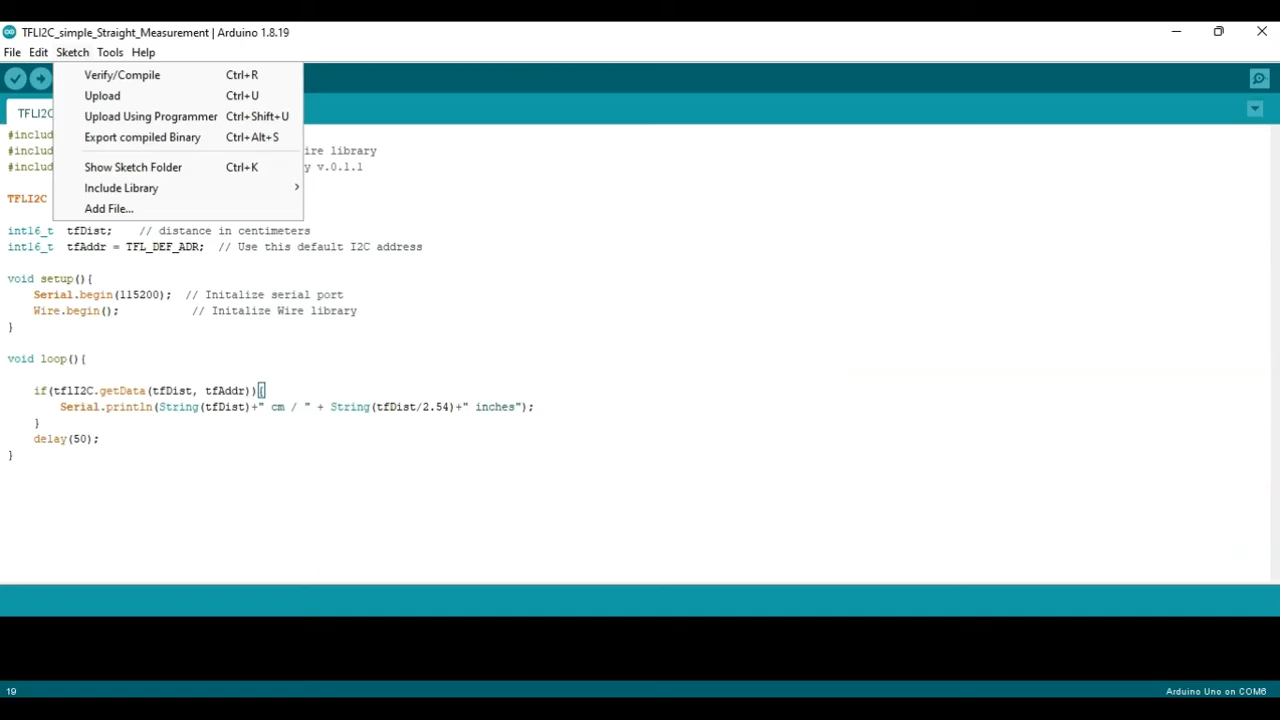 TFLI2C_simple_Straight_Measurement | Arduino 1.8.19
File Edit Sketch Tools Help
Verify/Compile Ctrl+R
Upload Ctrl+U
Upload Using Programmer Ctrl+Shift+U
Export compiled Binary Ctrl+Alt+S
Show Sketch Folder Ctrl+K
Include Library
Add File...
TFLI2C
#includ
#includ ire library
#includ y v.0.1.1
TFLI2C
int16_t tfDist; // distance in centimeters
int16_t tfAddr = TFL_DEF_ADR; // Use this default I2C address
void setup(){
Serial.begin(115200); // Initalize serial port
Wire.begin(); // Initalize Wire library
}
void loop(){
if(tflI2C.getData(tfDist, tfAddr)){
Serial.println(String(tfDist)+" cm / " + String(tfDist/2.54)+" inches");
}
delay(50);
}
19 Arduino Uno on COM6